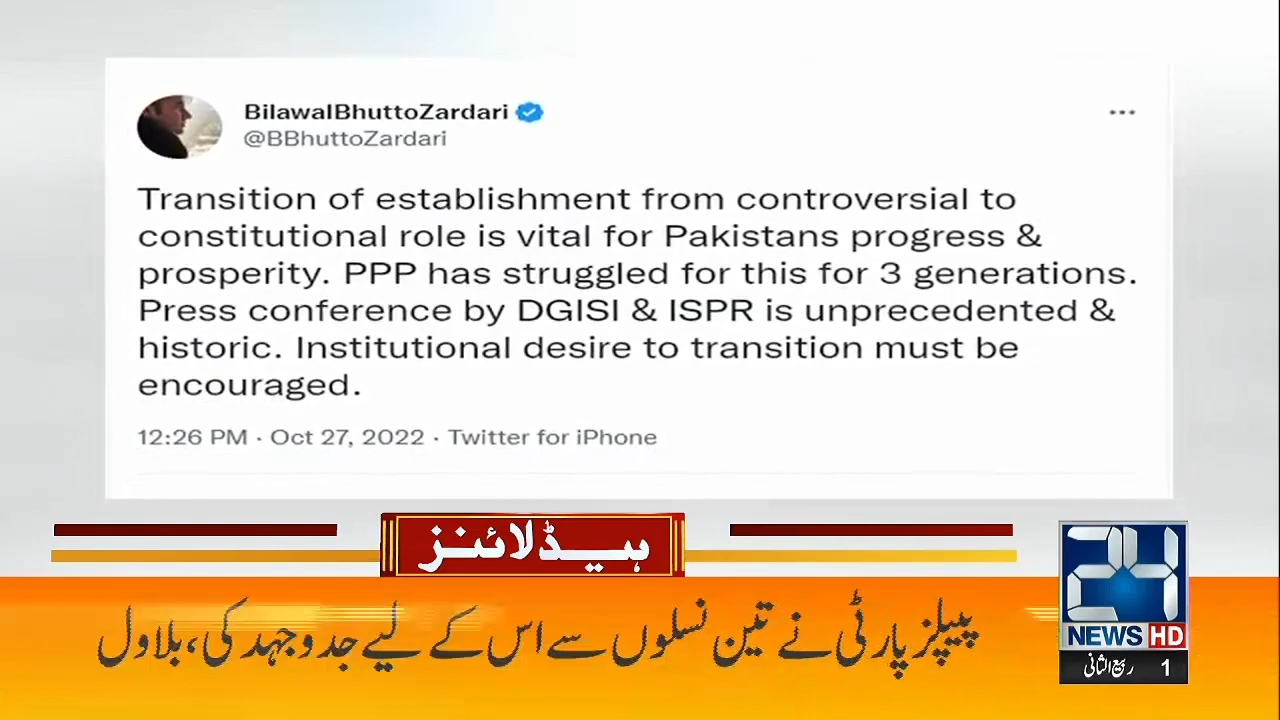 BilawalBhuttoZardari
@BBhuttoZardari
Transition of establishment from controversial to
constitutional role is vital for Pakistans progress &
prosperity. PPP has struggled for this for 3 generations.
Press conference by DGISI & ISPR is unprecedented &
historic. Institutional desire to transition must be
encouraged.
12:26 PM · Oct 27, 2022 · Twitter for iPhone
ہیڈلائنز
پیپلز پارٹی نے تین نسلوں سے اس کے لیے جدوجہد کی، بلاول
24
NEWS HD
1 ربیع الثانی